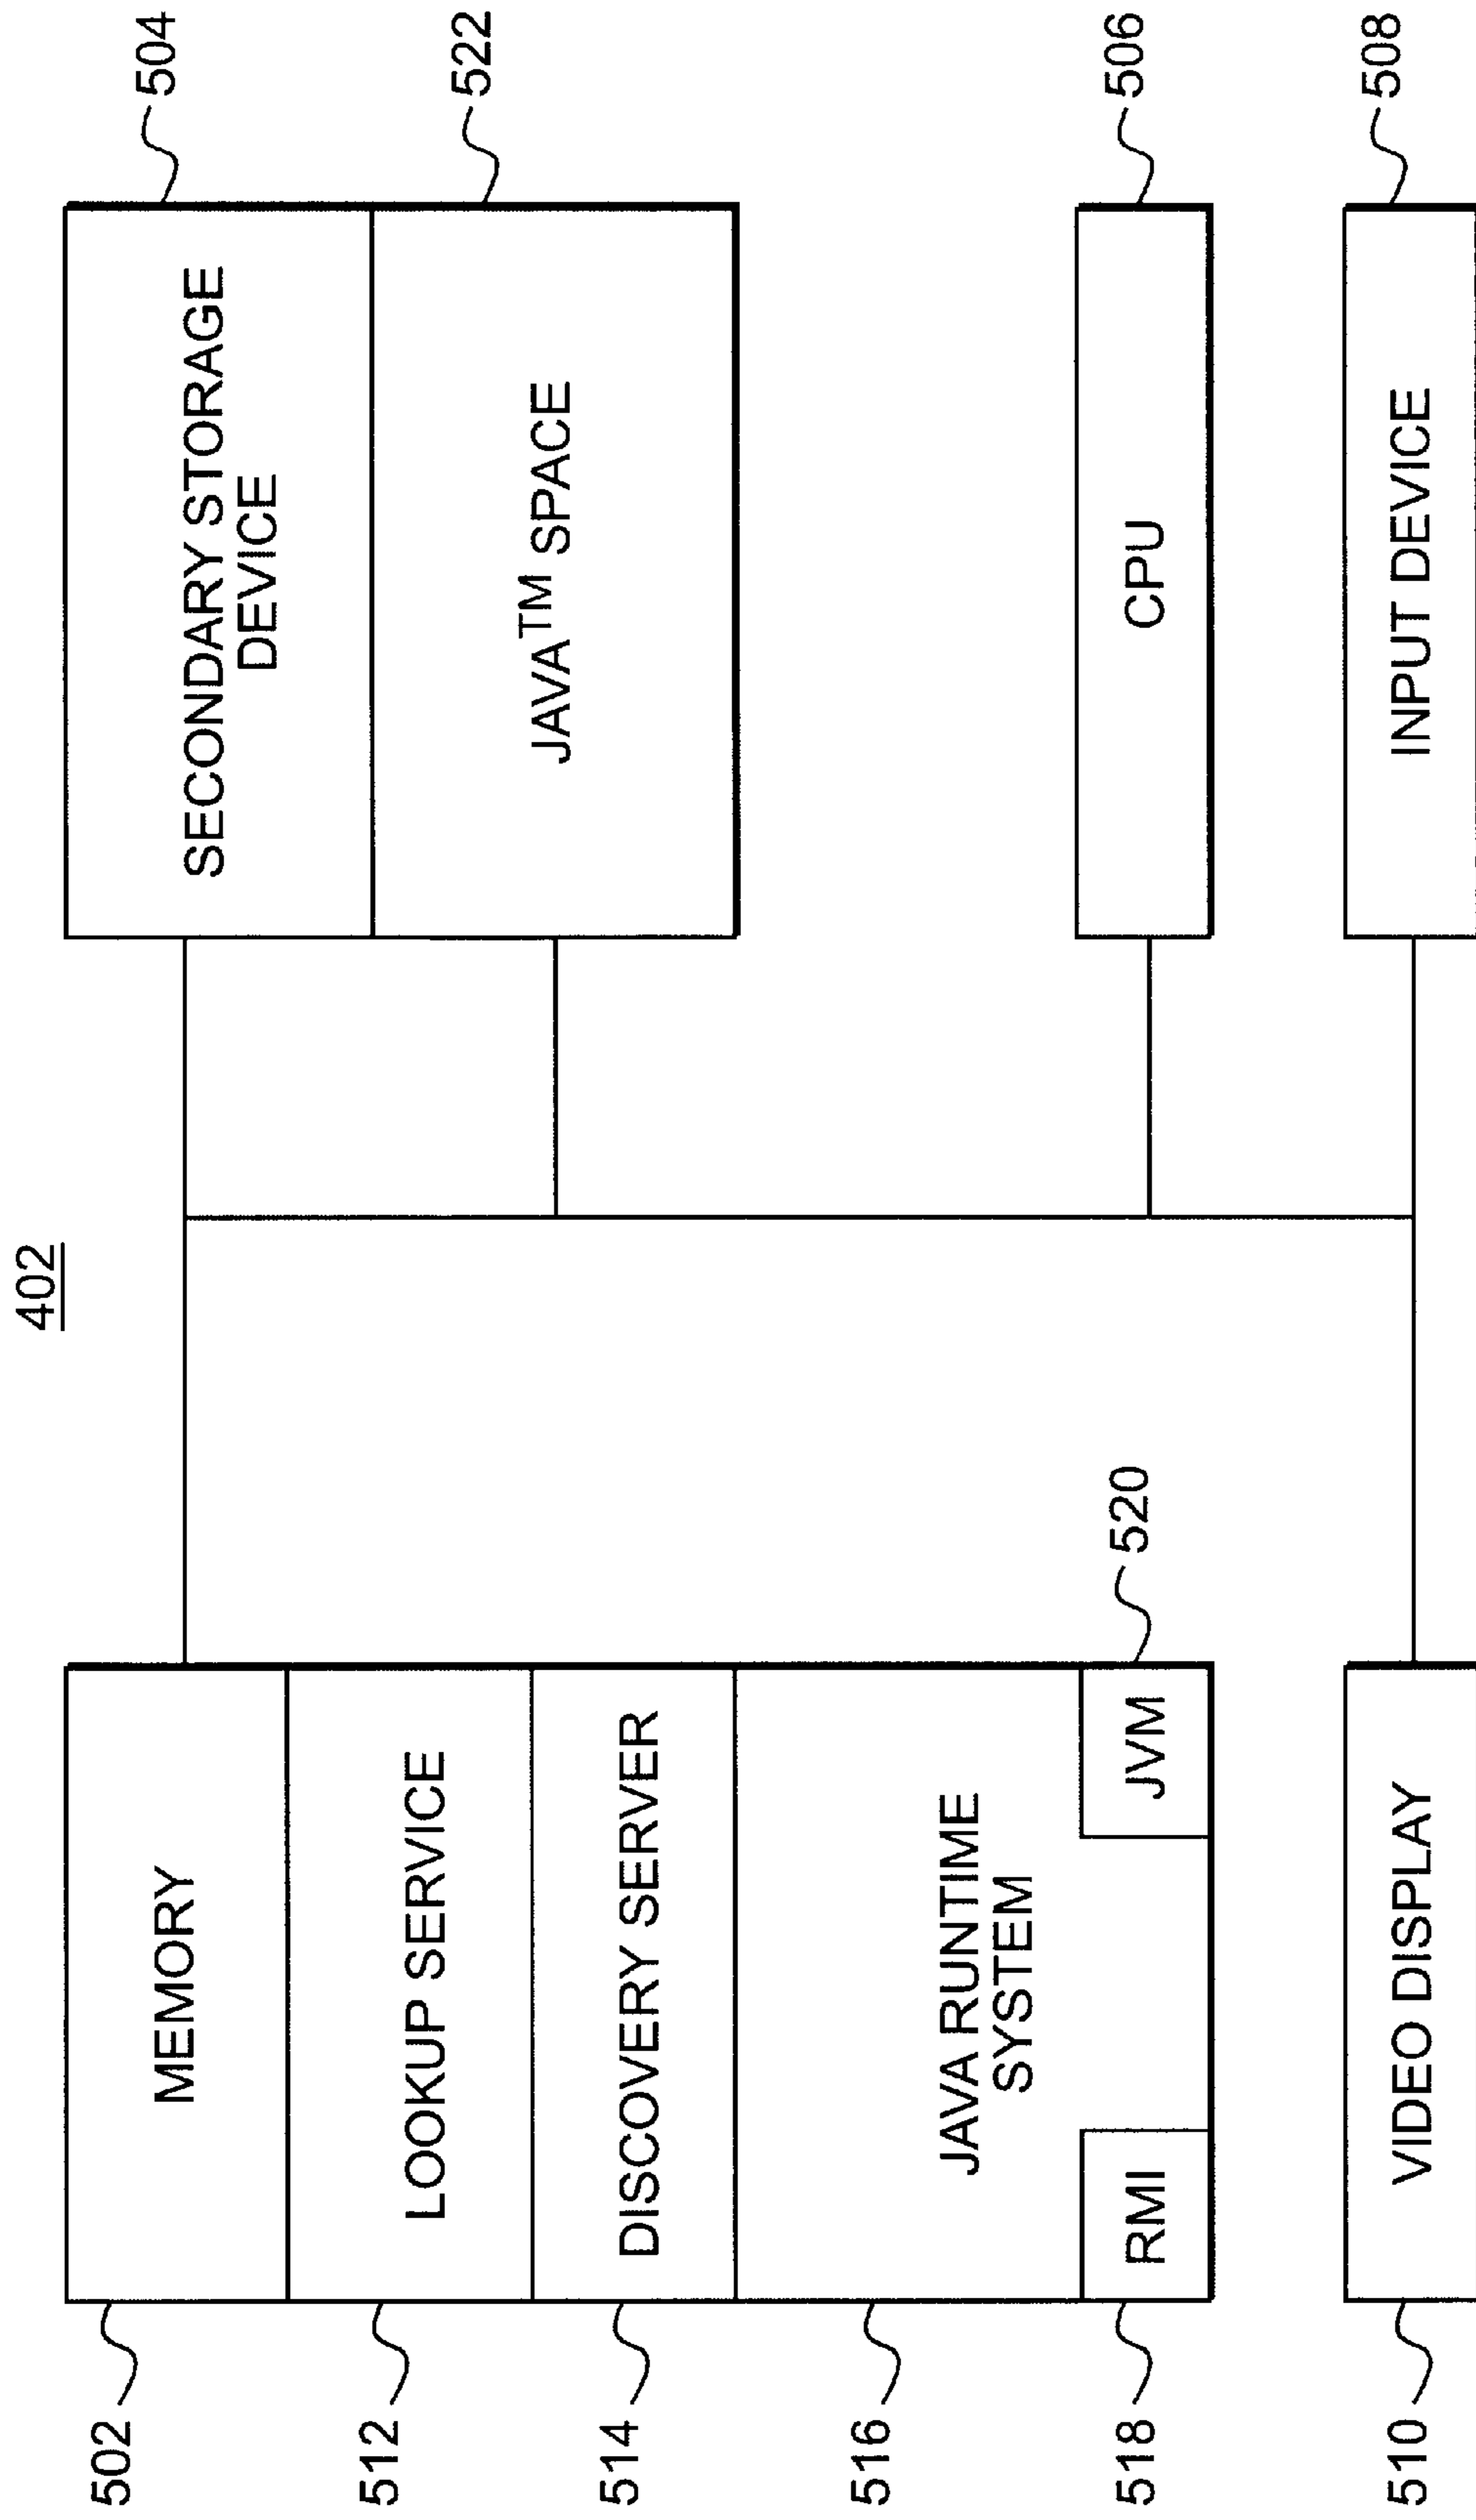 402
502
MEMORY
512
LOOKUP SERVICE
514
DISCOVERY SERVER
516
JAVA RUNTIME
SYSTEM
518
RMI
JVM
520
510
VIDEO DISPLAY
SECONDARY STORAGE
DEVICE
504
JAVA™ SPACE
522
CPU
506
INPUT DEVICE
508